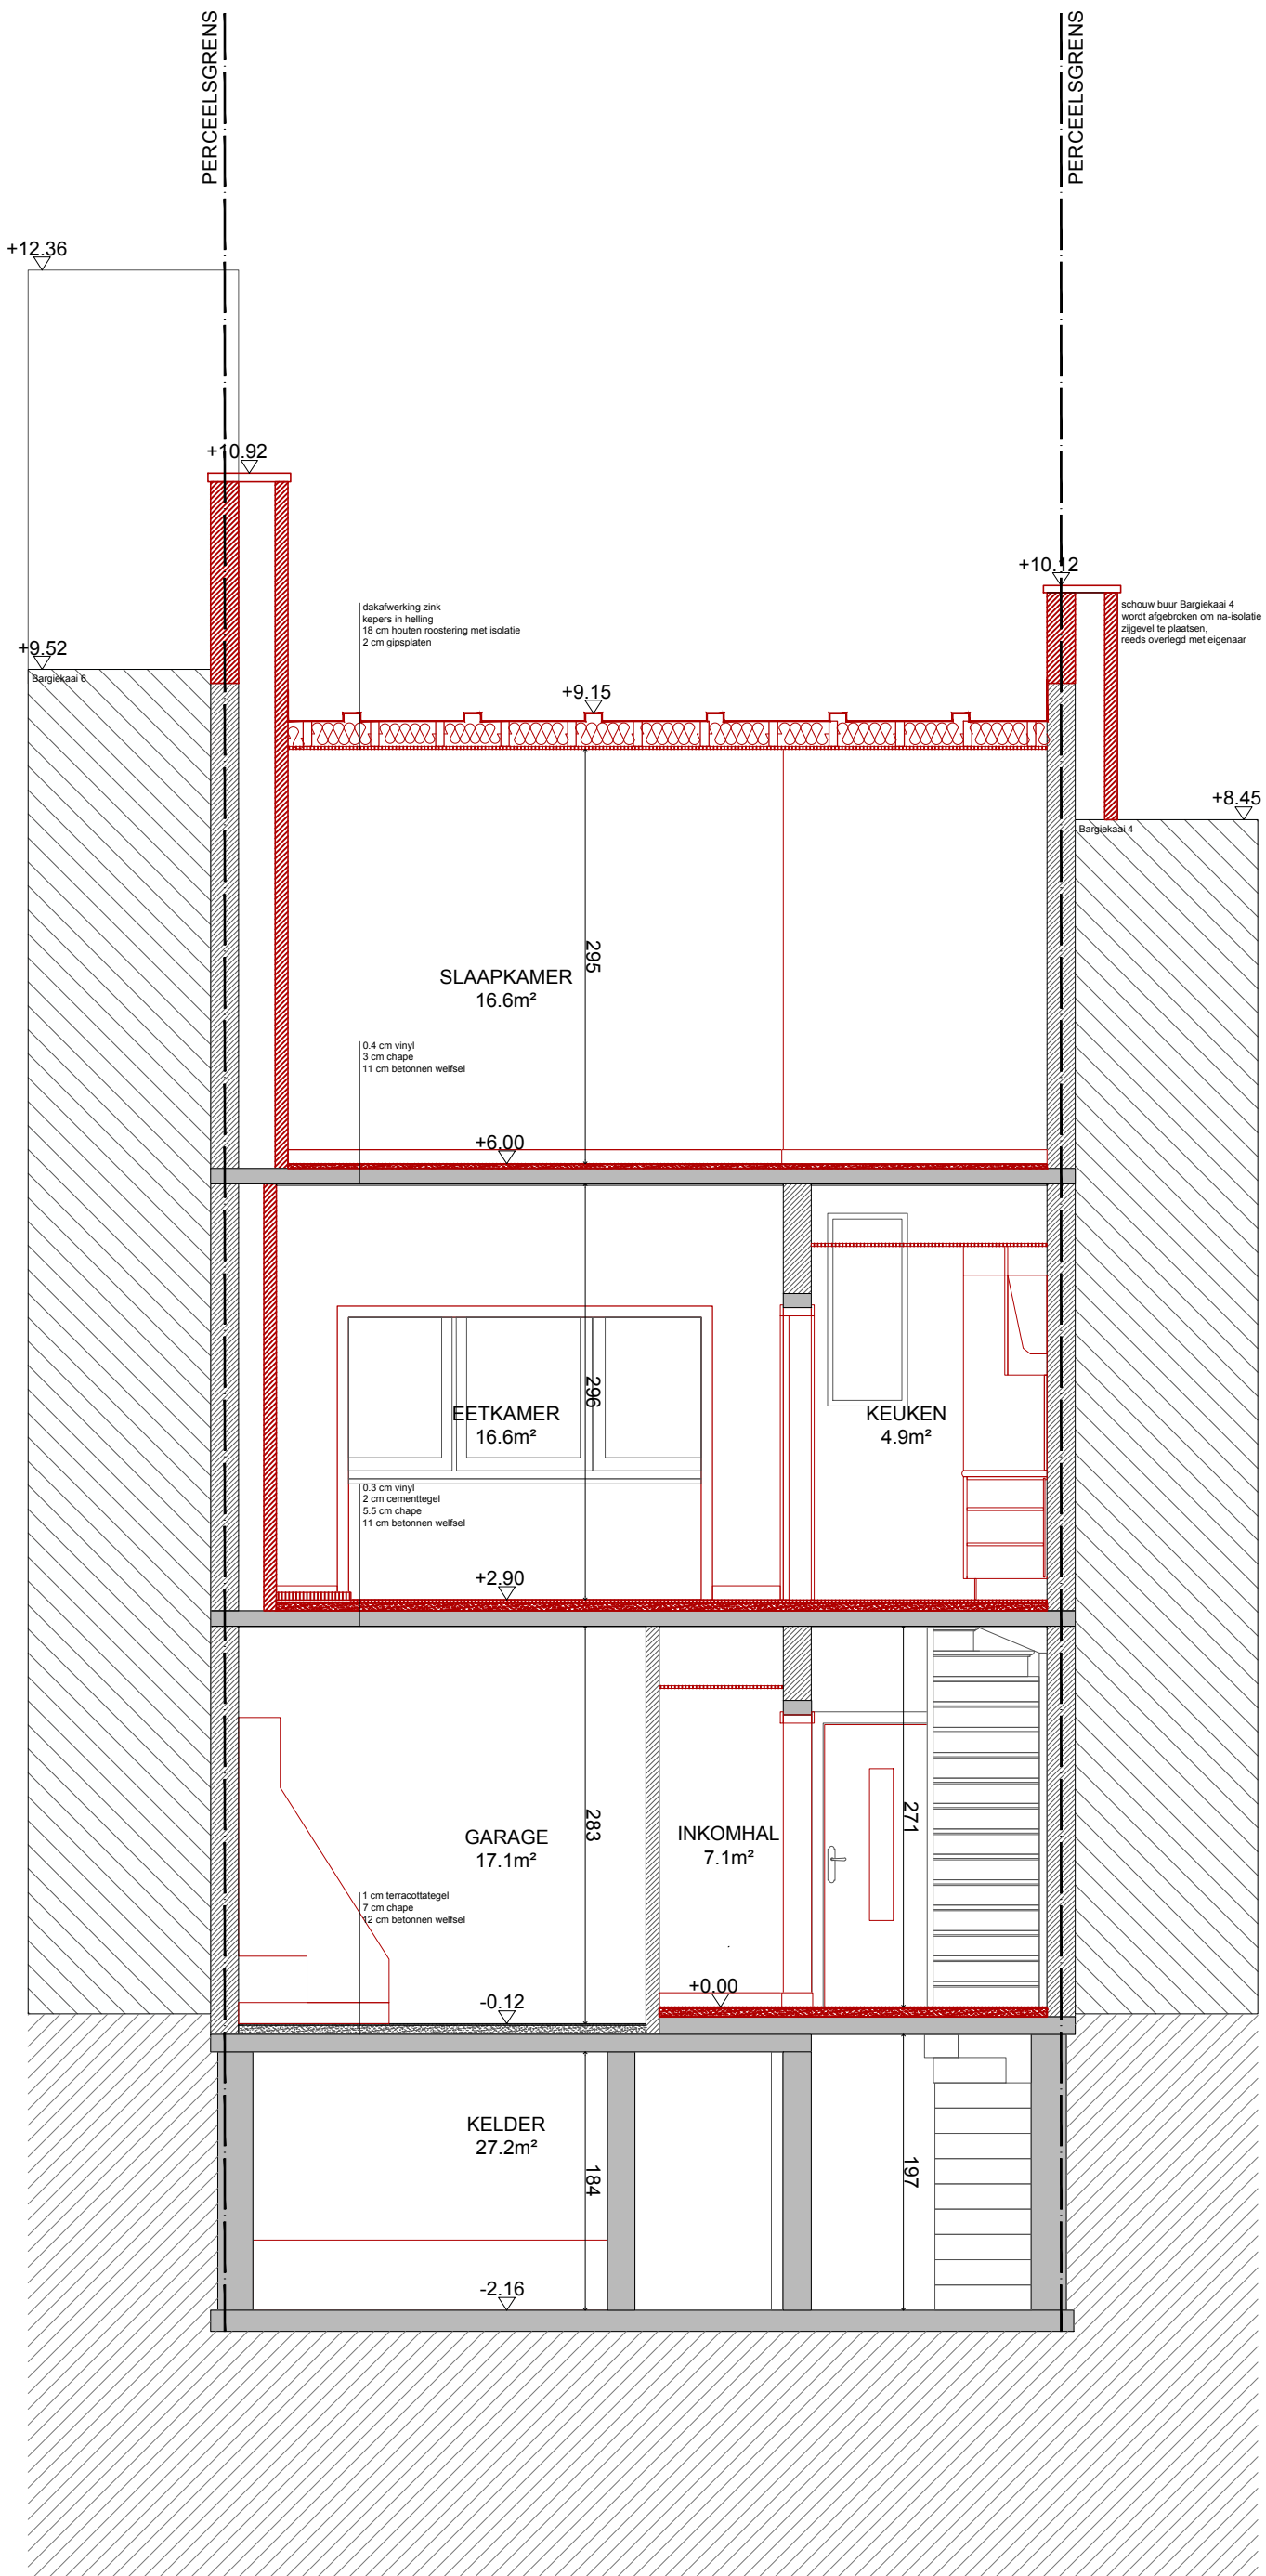 PERCEELSGRENS
PERCEELSGRENS
+12.36
+10.92
+10.12
dakafwerking zink
kepers in helling
18 cm houten roostering met isolatie
2 cm gipsplaten
schouw buur Bargiekaai 4
wordt afgebroken om na-isolatie
zijgevel te plaatsen,
reeds overlegd met eigenaar
+9.52
Bargiekaai 6
+9.15
+8.45
Bargiekaai 4
295
SLAAPKAMER
16.6m²
0.4 cm vinyl
3 cm chape
11 cm betonnen welfsel
+6.00
296
EETKAMER
16.6m²
KEUKEN
4.9m²
0.3 cm vinyl
2 cm cementtegel
5.5 cm chape
11 cm betonnen welfsel
+2.90
283
271
GARAGE
17.1m²
INKOMHAL
7.1m²
1 cm terracottategel
7 cm chape
12 cm betonnen welfsel
+0.00
-0.12
KELDER
27.2m²
184
197
-2.16